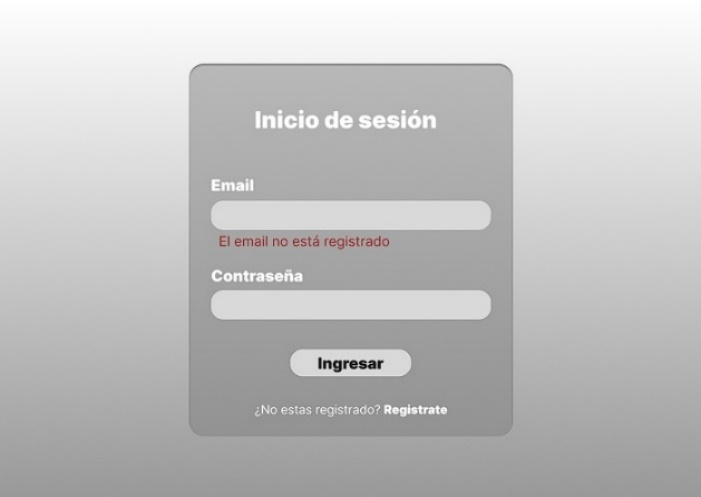 Inicio de sesión
Email
El email no está registrado
Contraseña
Ingresar
¿No estas registrado? Registrate